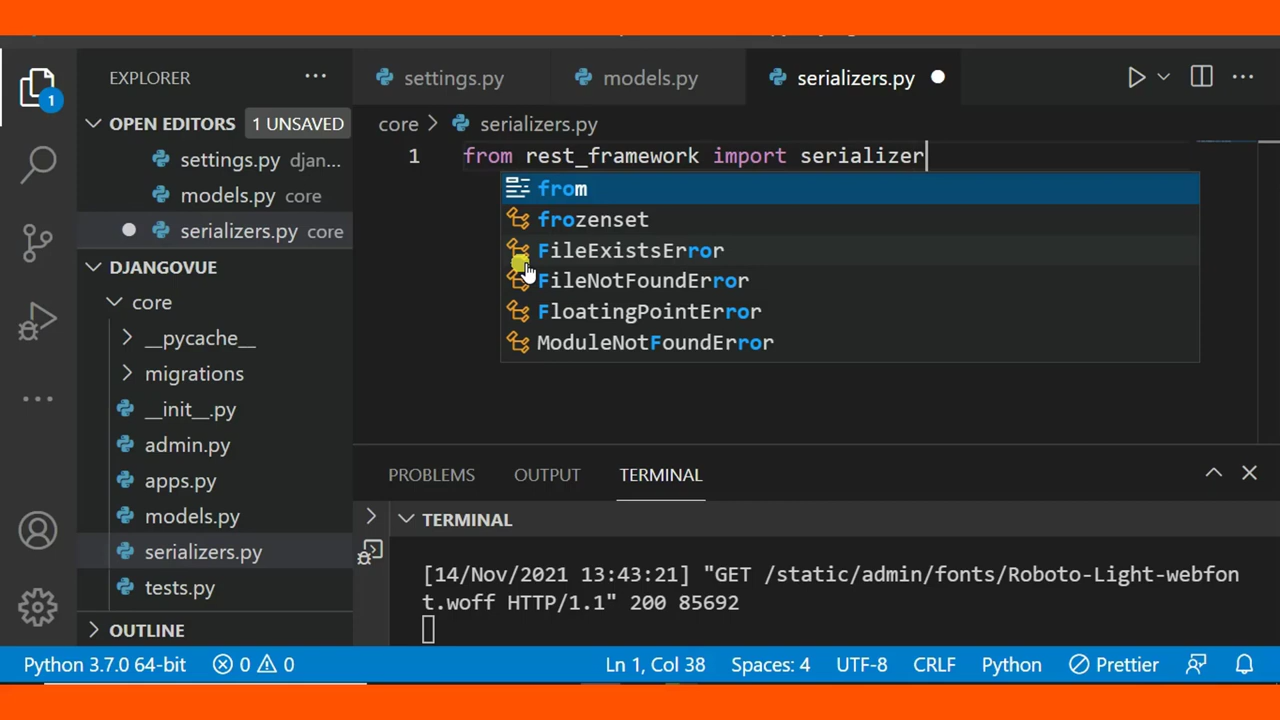 EXPLORER ...
settings.py
models.py
serializers.py
OPEN EDITORS 1 UNSAVED
core > serializers.py
settings.py djan...
1 from rest_framework import serializer
models.py core
from
serializers.py core
frozenset
DJANGOVUE
FileExistsError
core
FileNotFoundError
__pycache__
FloatingPointError
migrations
ModuleNotFoundError
__init__.py
admin.py
PROBLEMS OUTPUT TERMINAL
apps.py
TERMINAL
models.py
serializers.py
[14/Nov/2021 13:43:21] "GET /static/admin/fonts/Roboto-Light-webfon
tests.py
t.woff HTTP/1.1" 200 85692
OUTLINE
1
Python 3.7.0 64-bit 0 0 Ln 1, Col 38 Spaces: 4 UTF-8 CRLF Python Prettier